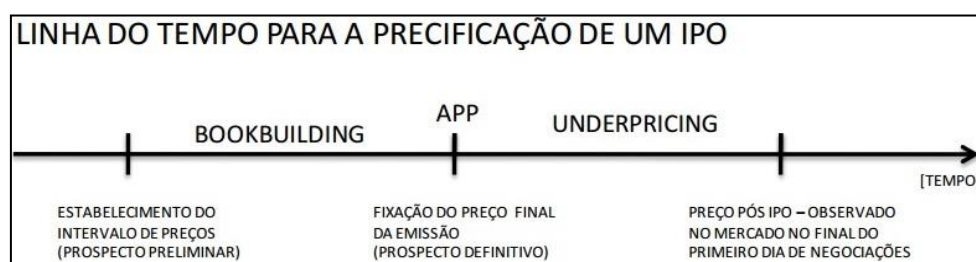 LINHA DO TEMPO PARA A PRECIFICAÇÃO DE UM IPO
APP
BOOKBUILDING
UNDERPRICING
[TEMPO
ESTABELECIMENTO DO
INTERVALO DE PREÇOS
(PROSPECTO PRELIMINAR)
FIXAÇÃO DO PREÇO FINAL
DA EMISSÃO
(PROSPECTO DEFINITIVO)
PREÇO PÓS IPO – OBSERVADO
NO MERCADO NO FINAL DO
PRIMEIRO DIA DE NEGOCIAÇÕES